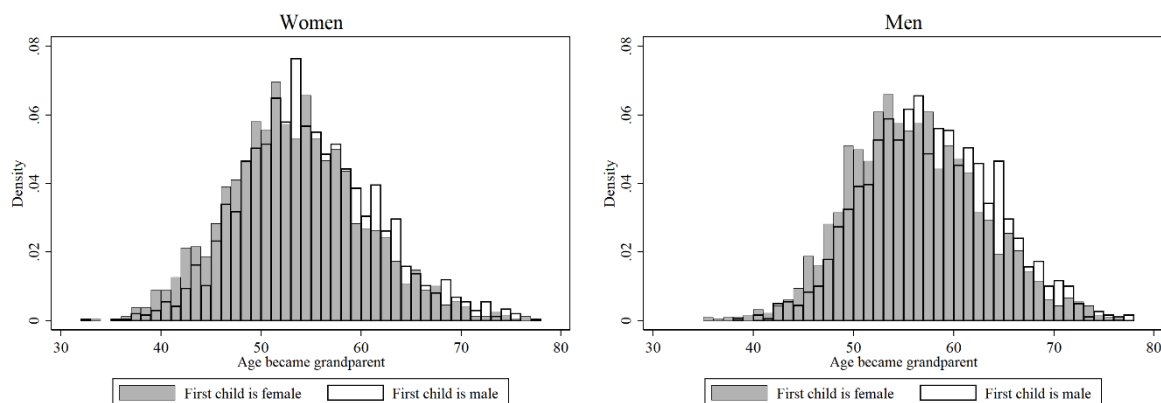 Women
Density
0
.02
.04
.06
.08
30 40 50 60 70 80
Age became grandparent
First child is female First child is male
Men
Density
0
.02
.04
.06
.08
30 40 50 60 70 80
Age became grandparent
First child is female First child is male